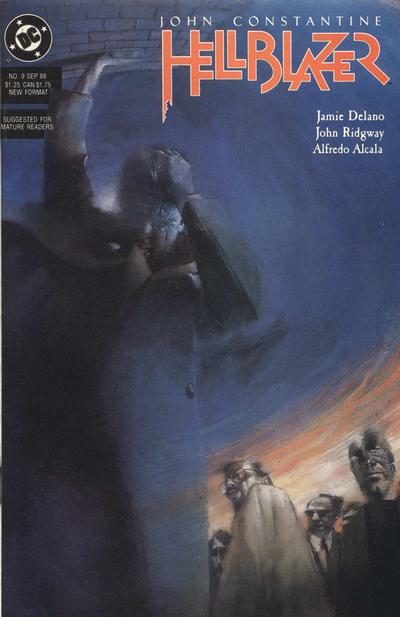 DC
NO. 9 SEP 88
$1.25 CAN $1.75
NEW FORMAT
SUGGESTED FOR
MATURE READERS
JOHN CONSTANTINE
HELLBLAZER
Jamie Delano
John Ridgway
Alfredo Alcala